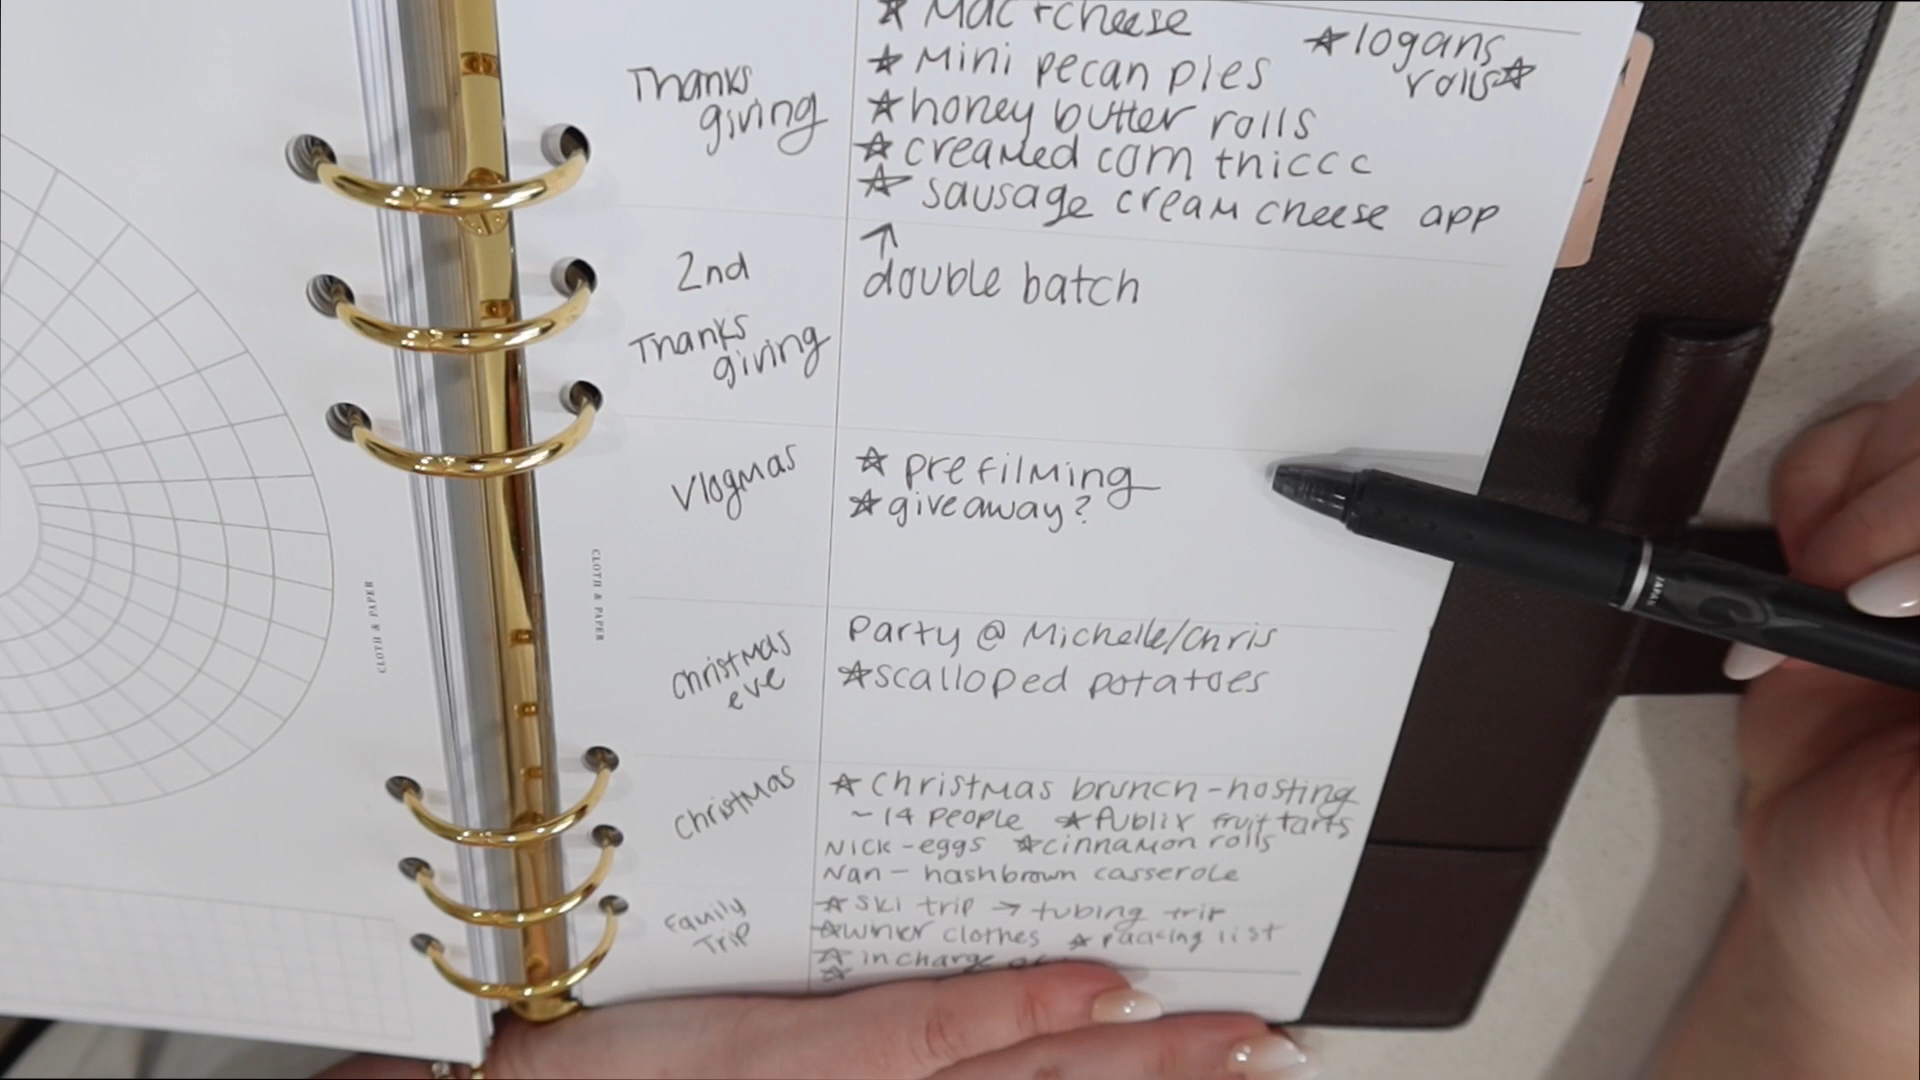 Thanks
giving
☆ Mac + cheese
☆ Mini pecan pies
☆ logans
rolls ☆
☆ honey butter rolls
☆ creamed corn thiccc
☆ sausage cream cheese app
2nd
Thanks
giving
↑
double batch
Vlogmas
☆ prefilming
☆ giveaway?
Christmas
eve
Party @ Michelle/Chris
☆ scalloped potatoes
Christmas
☆ Christmas brunch - hosting
~ 14 people ☆ Publix fruit tarts
Nick - eggs ☆ cinnamon rolls
Nan - hashbrown casserole
Family
Trip
☆ ski trip → tubing trip
☆ clothes ☆ packing list
☆ in charge
☆
CLOTH & PAPER
CLOTH & PAPER
JAPAN